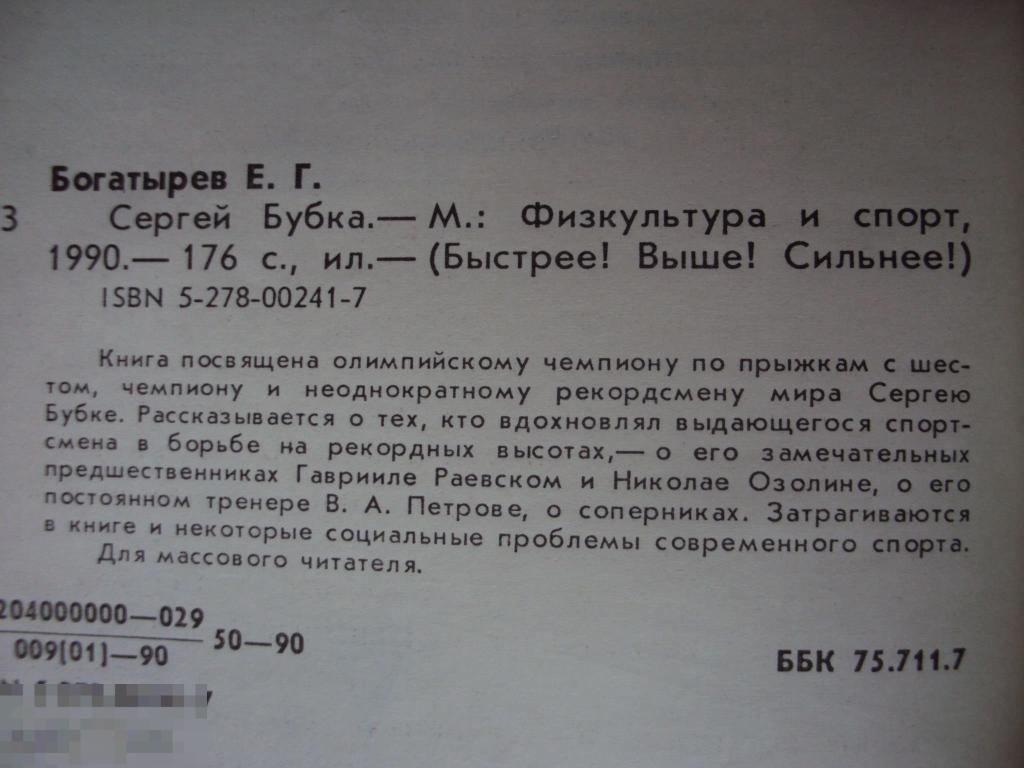 Богатырев Е. Г.
3 Сергей Бубка.— М.: Физкультура и спорт,
1990.— 176 с., ил.— (Быстрее! Выше! Сильнее!)
ISBN 5-278-00241-7
Книга посвящена олимпийскому чемпиону по прыжкам с шес-
том, чемпиону и неоднократному рекордсмену мира Сергею
Бубке. Рассказывается о тех, кто вдохновлял выдающегося спорт-
смена в борьбе на рекордных высотах,— о его замечательных
предшественниках Гаврииле Раевском и Николае Озолине, о его
постоянном тренере В. А. Петрове, о соперниках. Затрагиваются
в книге и некоторые социальные проблемы современного спорта.
Для массового читателя.
204000000—029
009(01)—90
50—90
ББК 75.711.7